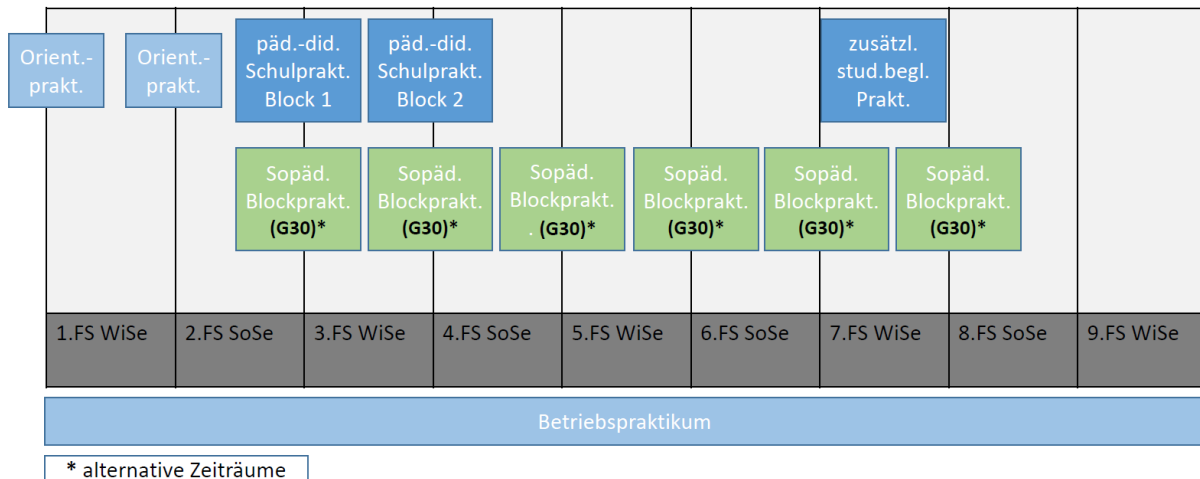 Orient.-
prakt.
Orient.-
prakt.
päd.-did.
Schulprakt.
Block 1
päd.-did.
Schulprakt.
Block 2
zusätzl.
stud.begl.
Prakt.
Sopäd.
Blockprakt.
(G30)*
Sopäd.
Blockprakt.
(G30)*
Sopäd.
Blockprakt.
. (G30)*
Sopäd.
Blockprakt.
(G30)*
Sopäd.
Blockprakt.
(G30)*
Sopäd.
Blockprakt.
(G30)*
1.FS WiSe
2.FS SoSe
3.FS WiSe
4.FS SoSe
5.FS WiSe
6.FS SoSe
7.FS WiSe
8.FS SoSe
9.FS WiSe
Betriebspraktikum
* alternative Zeiträume